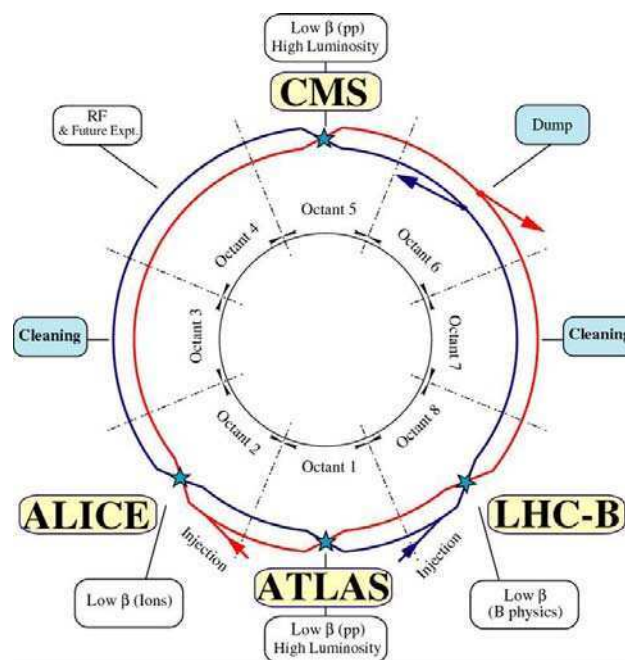 Low β (pp)
High Luminosity
CMS
RF
& Future Expt.
Dump
Octant 5
Octant 4
Octant 6
Cleaning
Octant 3
Octant 7
Cleaning
Octant 2
Octant 8
Octant 1
ALICE
LHC-B
Injection
Injection
ATLAS
Low β (Ions)
Low β
(B physics)
Low β (pp)
High Luminosity